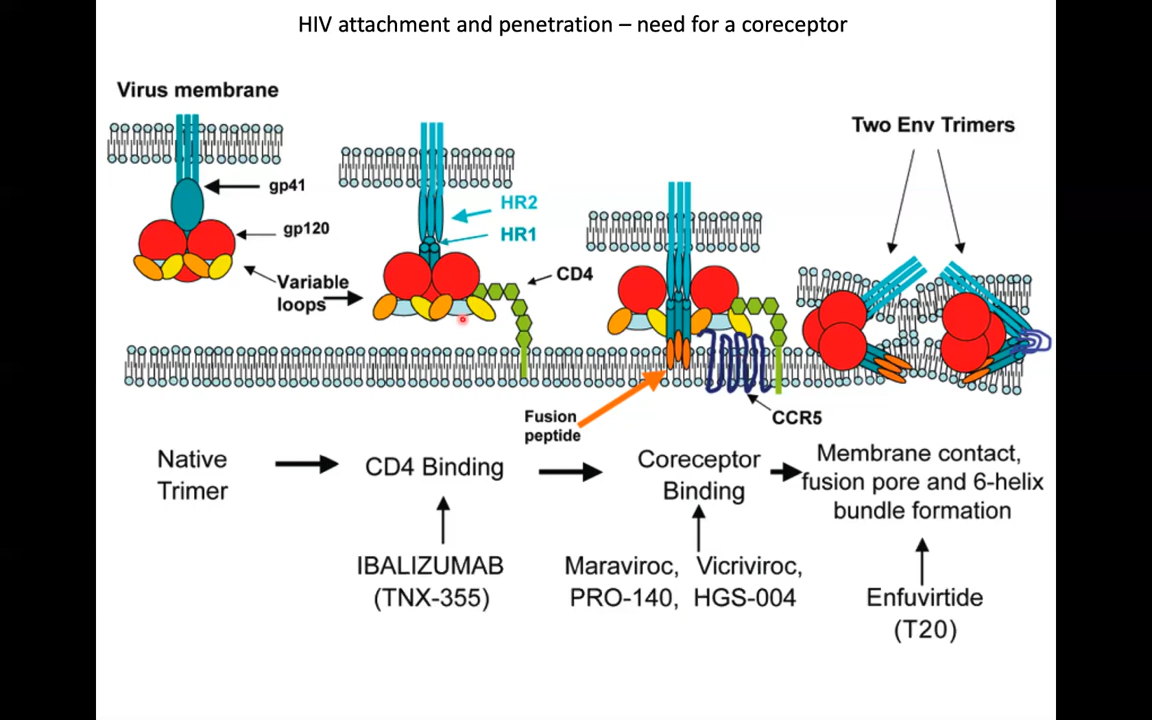 HIV attachment and penetration – need for a coreceptor
Virus membrane
gp41
gp120
Variable
loops
HR2
HR1
CD4
Two Env Trimers
Fusion
peptide
CCR5
Native
Trimer
CD4 Binding
Coreceptor
Binding
Membrane contact,
fusion pore and 6-helix
bundle formation
IBALIZUMAB
(TNX-355)
Maraviroc, Vicriviroc,
PRO-140, HGS-004
Enfuvirtide
(T20)